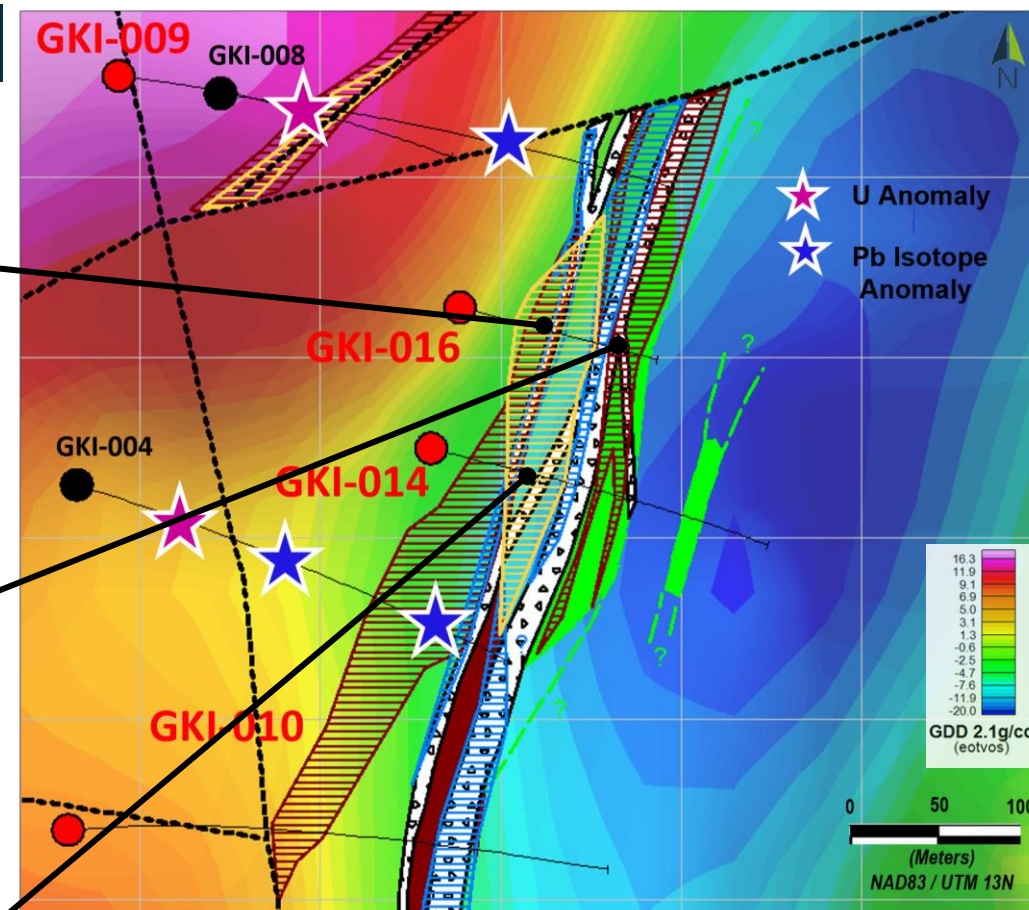 GKI-009
GKI-008
N
?
U Anomaly
Pb Isotope
Anomaly
GKI-016
?
GKI-004
GKI-014
16.3
11.9
9.1
6.9
5.0
3.1
1.3
-0.6
-2.5
-4.7
-7.6
-11.9
-20.0
GDD 2.1g/cc
(eotvos)
?
?
GKI-010
0 50 100
(Meters)
NAD83 / UTM 13N